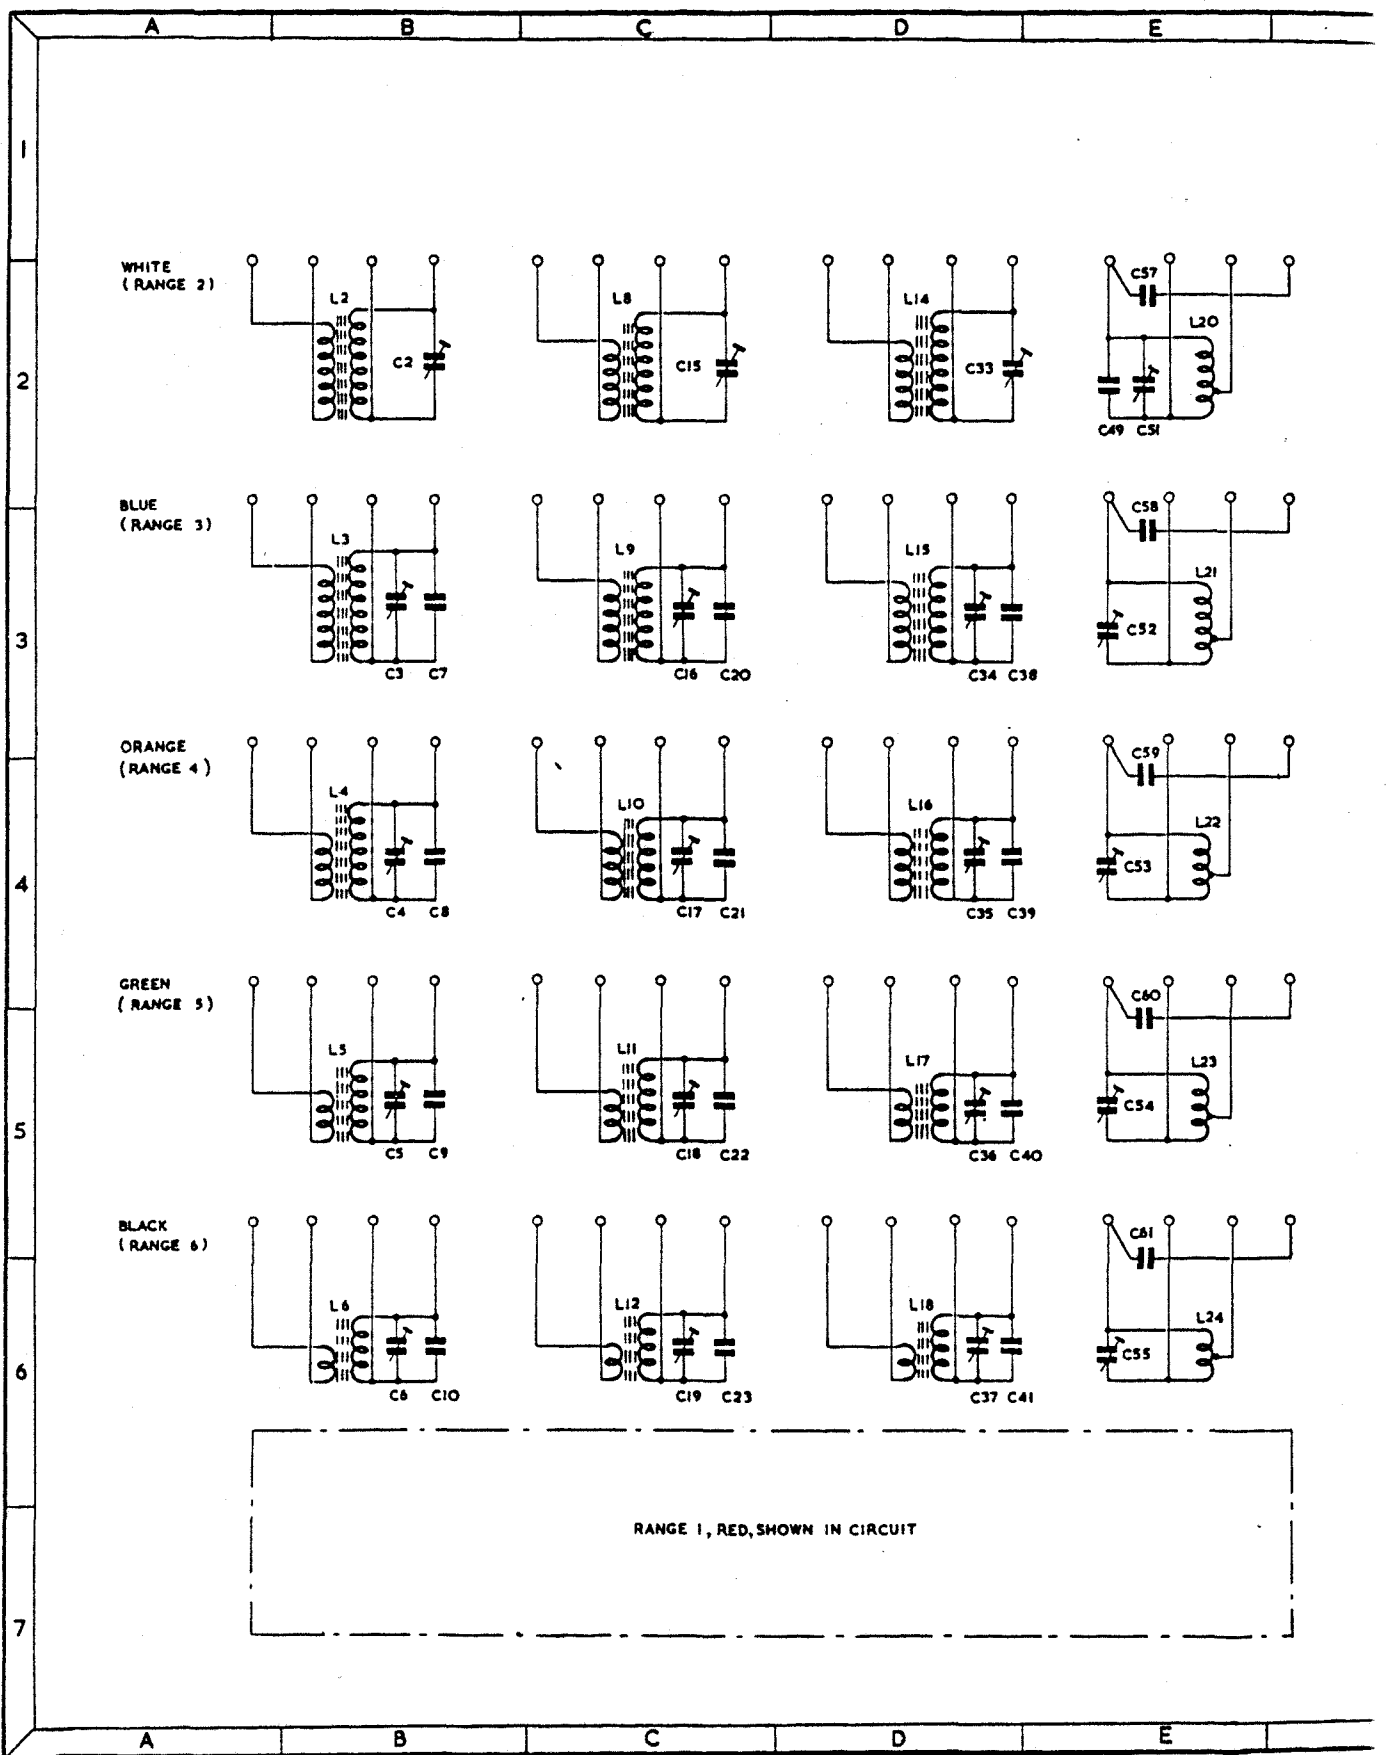 A B C D E
1
WHITE
(RANGE 2)
C57
L2 L8 L14 L20
C2 C15 C33
2
C49 C51
BLUE
(RANGE 3)
C58
L3 L9 L15 L21
C52
3
C3 C7 C16 C20 C34 C38
ORANGE
(RANGE 4)
C59
L4 L10 L16 L22
C53
4
C4 C8 C17 C21 C35 C39
GREEN
(RANGE 5)
C60
L5 L11 L17 L23
C54
5
C5 C9 C18 C22 C36 C40
BLACK
(RANGE 6)
C61
L6 L12 L18 L24
C55
6
C6 C10 C19 C23 C37 C41
RANGE 1, RED, SHOWN IN CIRCUIT
7
A B C D E